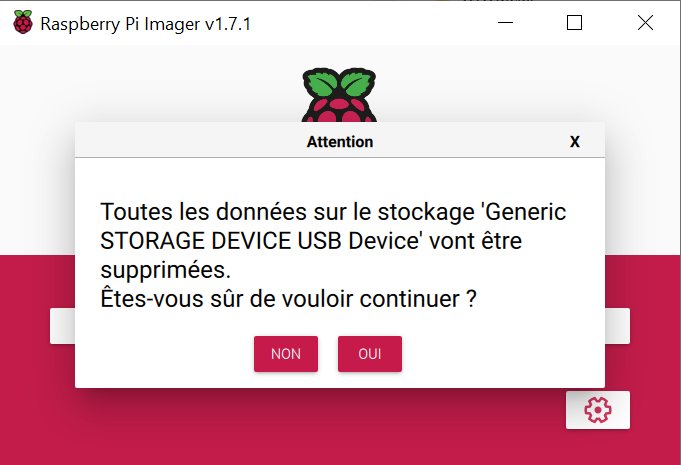 Raspberry Pi Imager v1.7.1
Attention
X
Toutes les données sur le stockage 'Generic
STORAGE DEVICE USB Device' vont être
supprimées.
Êtes-vous sûr de vouloir continuer ?
NON
OUI